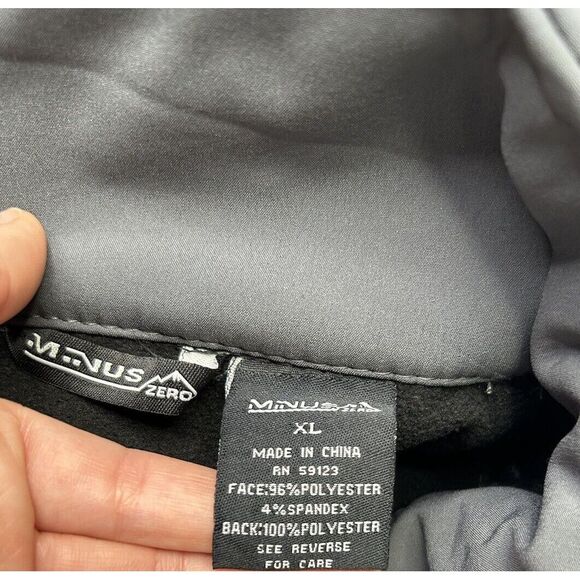 MINUS
ZERO
MINUS
ZERO
XL
MADE IN CHINA
RN 59123
FACE:96%POLYESTER
4%SPANDEX
BACK:100%POLYESTER
SEE REVERSE
FOR CARE